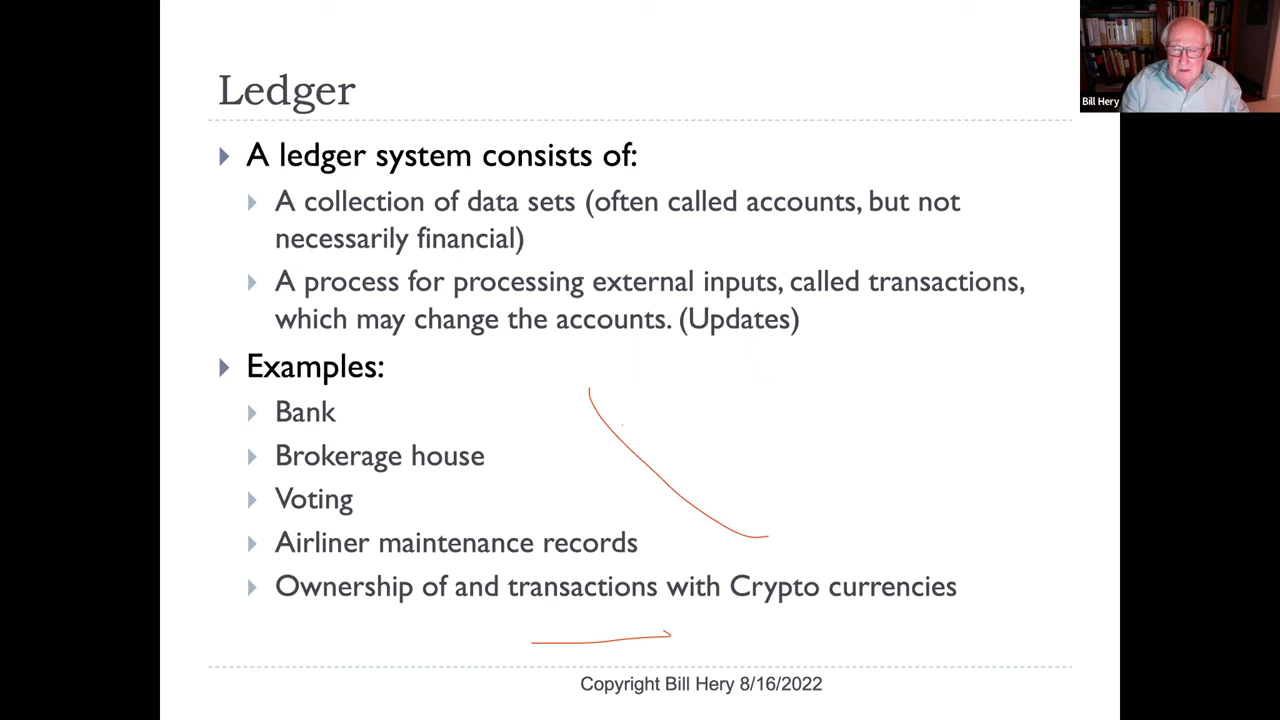 Ledger
A ledger system consists of:
A collection of data sets (often called accounts, but not
necessarily financial)
A process for processing external inputs, called transactions,
which may change the accounts. (Updates)
Examples:
Bank
Brokerage house
Voting
Airliner maintenance records
Ownership of and transactions with Crypto currencies
Copyright Bill Hery 8/16/2022
Bill Hery